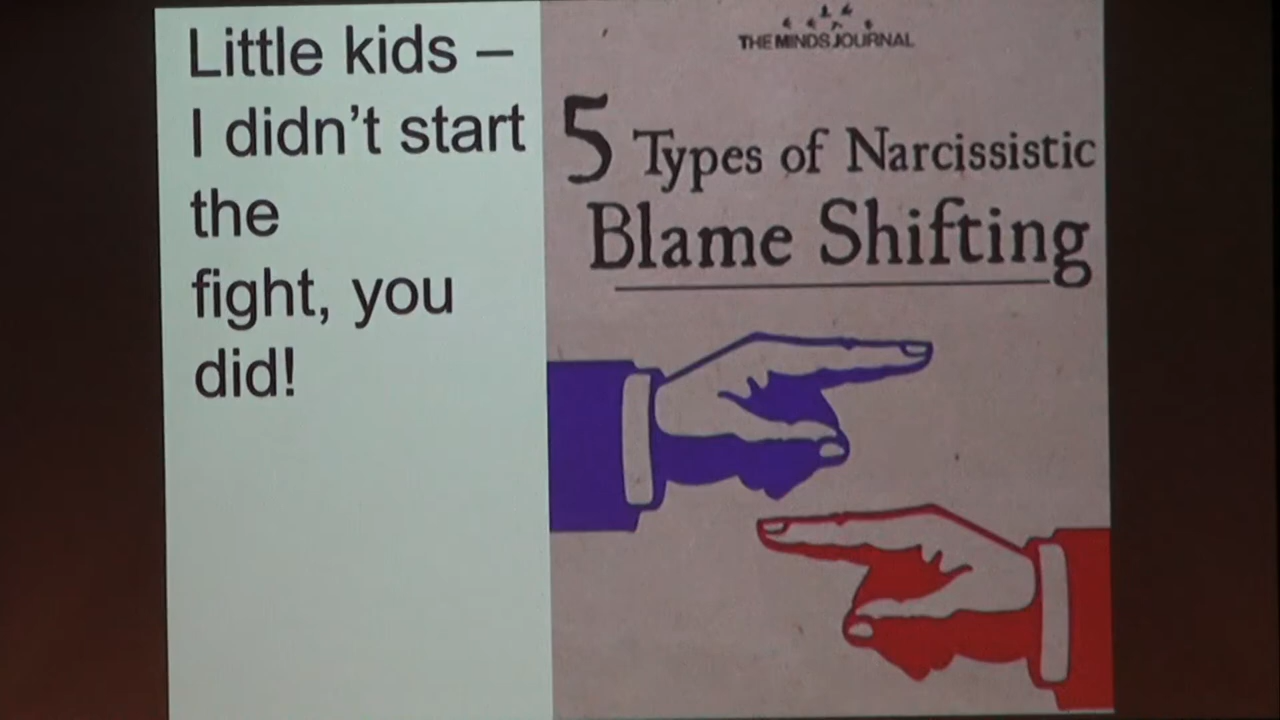 Little kids –
I didn't start
the
fight, you
did!
THE MINDS JOURNAL
5 Types of Narcissistic
Blame Shifting